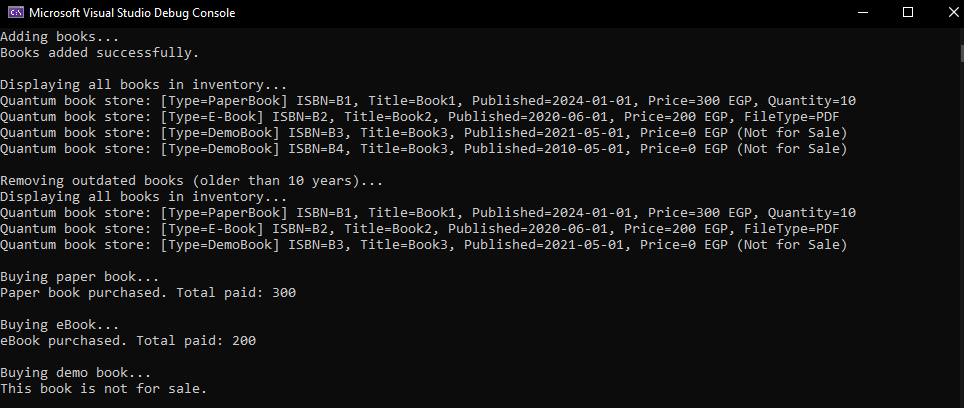 Microsoft Visual Studio Debug Console
Adding books...
Books added successfully.
Displaying all books in inventory...
Quantum book store: [Type=PaperBook] ISBN=B1, Title=Book1, Published=2024-01-01, Price=300 EGP, Quantity=10
Quantum book store: [Type=E-Book] ISBN=B2, Title=Book2, Published=2020-06-01, Price=200 EGP, FileType=PDF
Quantum book store: [Type=DemoBook] ISBN=B3, Title=Book3, Published=2021-05-01, Price=0 EGP (Not for Sale)
Quantum book store: [Type=DemoBook] ISBN=B4, Title=Book3, Published=2010-05-01, Price=0 EGP (Not for Sale)
Removing outdated books (older than 10 years)...
Displaying all books in inventory...
Quantum book store: [Type=PaperBook] ISBN=B1, Title=Book1, Published=2024-01-01, Price=300 EGP, Quantity=10
Quantum book store: [Type=E-Book] ISBN=B2, Title=Book2, Published=2020-06-01, Price=200 EGP, FileType=PDF
Quantum book store: [Type=DemoBook] ISBN=B3, Title=Book3, Published=2021-05-01, Price=0 EGP (Not for Sale)
Buying paper book...
Paper book purchased. Total paid: 300
Buying eBook...
eBook purchased. Total paid: 200
Buying demo book...
This book is not for sale.